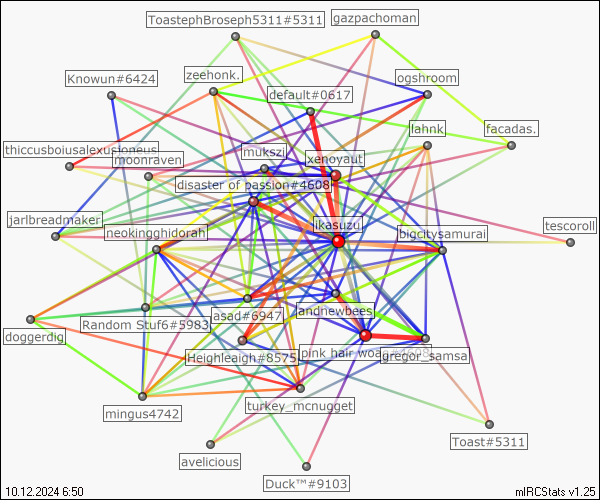 ToastephBroseph5311#5311
gazpachoman
Knowun#6424
zeehonk.
ogshroom
default#0617
lahnk.
facadas.
thiccusboiusalexusioneus
moonraven
mukszi
xenoyaut
disaster of passion#4608
jarlbreadmaker
neokingghidorah
ikasuzu
bigcitysamurai
tescoroll
doggerdig
Random Stuf6#5983
asad#6947
landnewbees
Heighleaigh#8575
pink hair woa
gregor_samsa
mingus4742
turkey_mcnugget
Toast#5311
avelicious
Duck™#9103
10.12.2024 6:50
mIRCStats v1.25